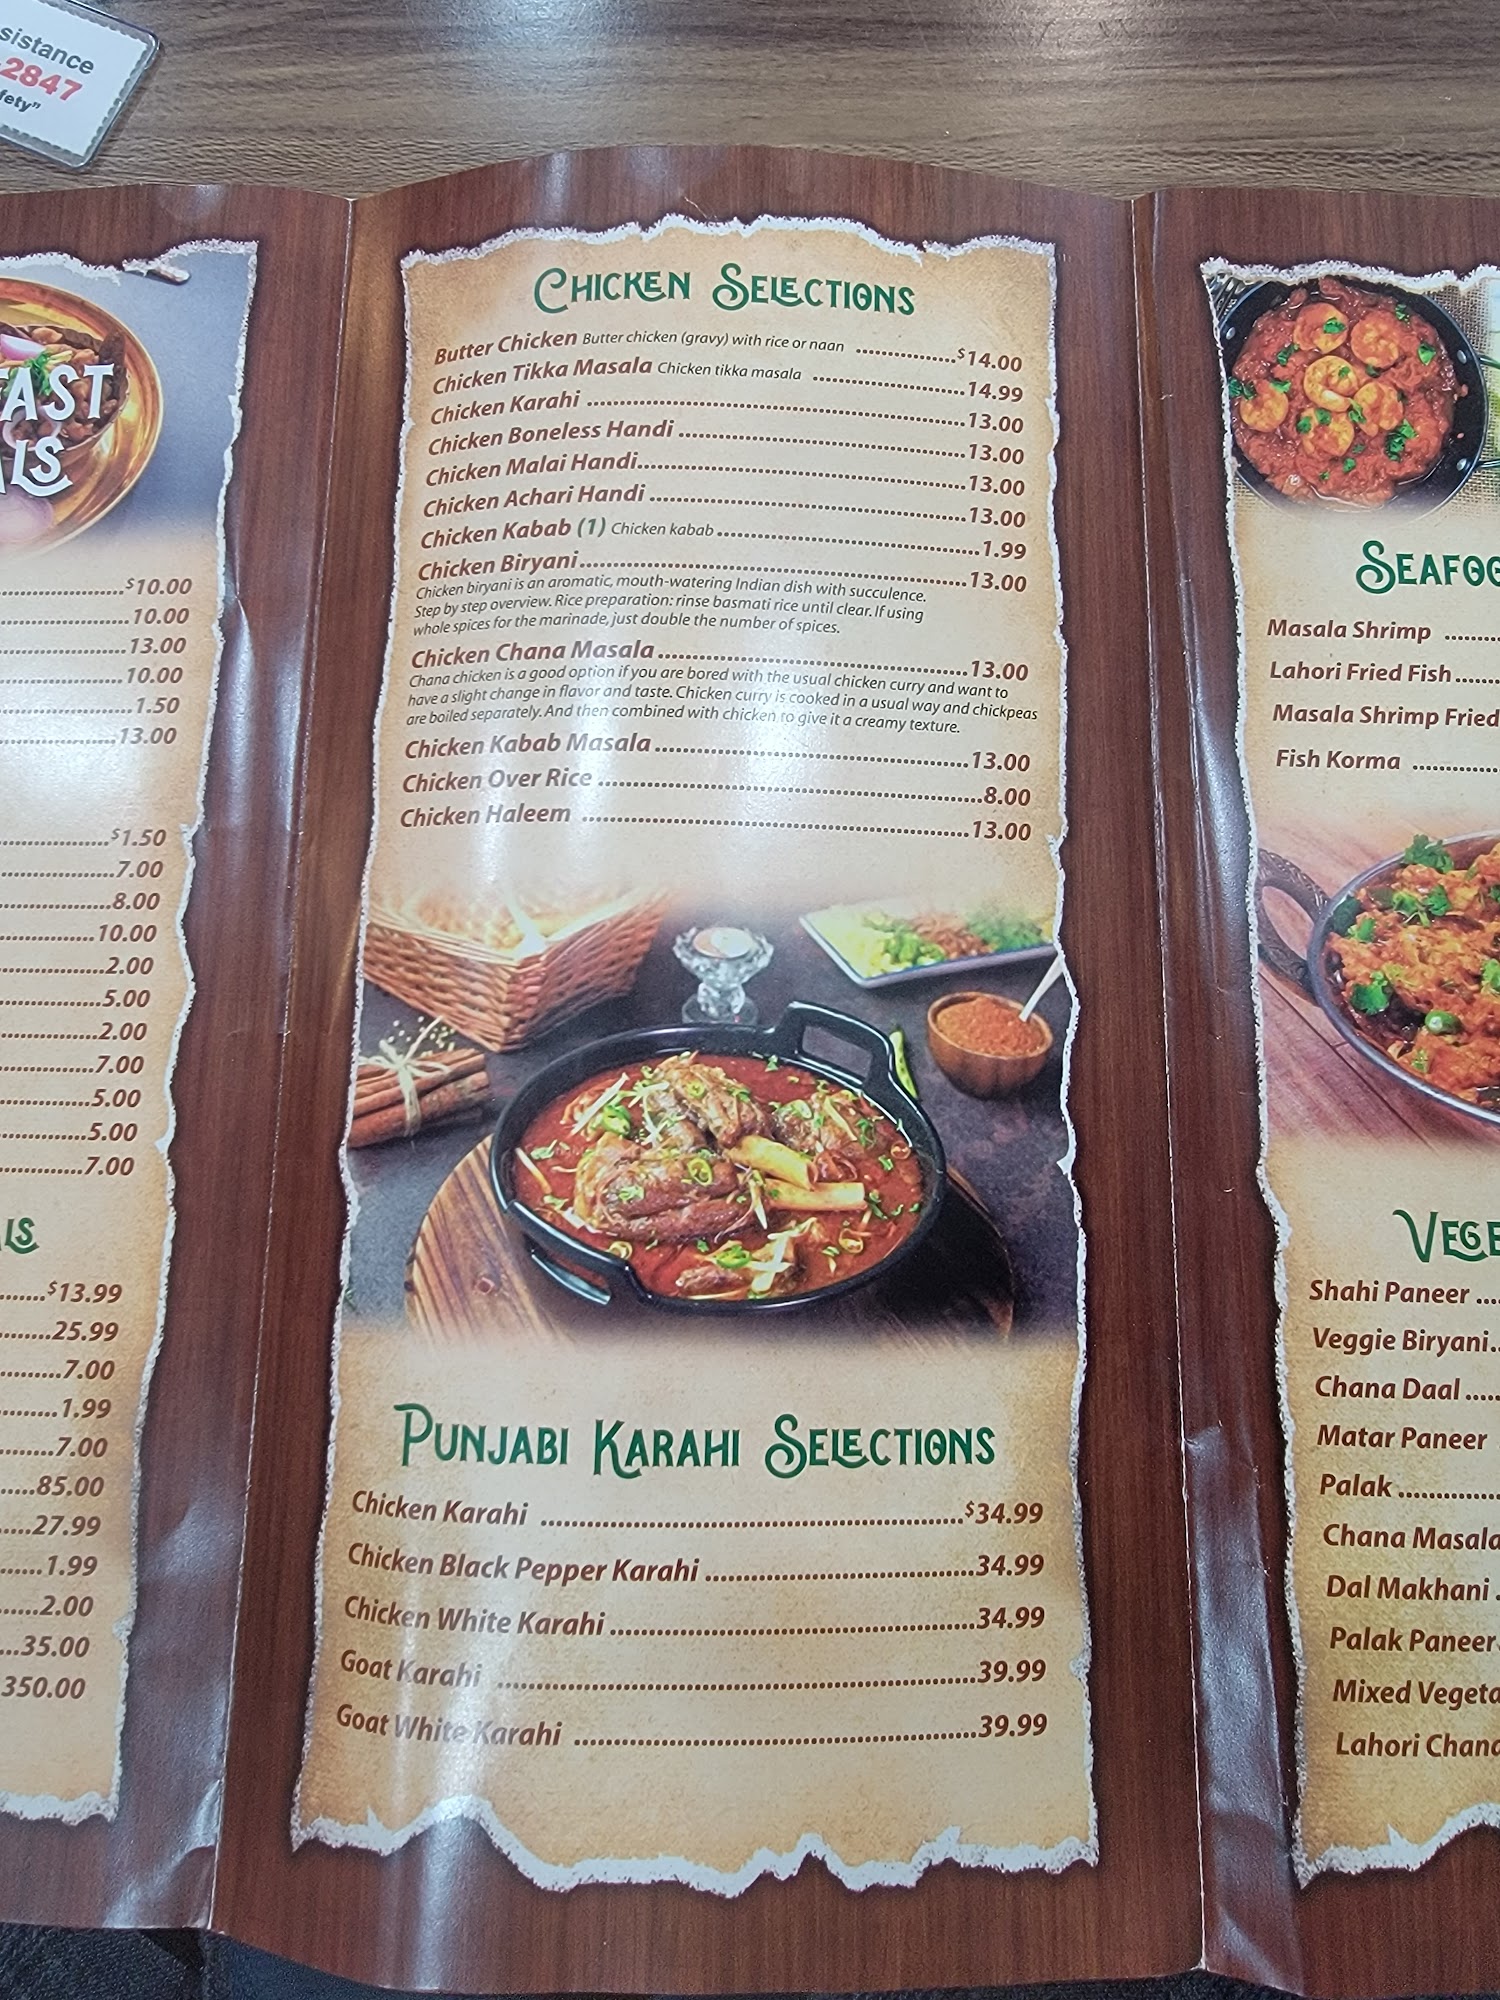 sistance
-2847
fety"
AST
LS
$10.00
10.00
13.00
10.00
1.50
13.00
$1.50
7.00
8.00
10.00
2.00
5.00
2.00
7.00
5.00
5.00
7.00
LS
$13.99
25.99
7.00
1.99
7.00
85.00
27.99
1.99
2.00
35.00
350.00
Chicken Selections
Butter Chicken Butter chicken (gravy) with rice or naan $14.00
Chicken Tikka Masala Chicken tikka masala 14.99
Chicken Karahi 13.00
Chicken Boneless Handi 13.00
Chicken Malai Handi 13.00
Chicken Achari Handi 13.00
Chicken Kabab (1) Chicken kabab 1.99
Chicken Biryani 13.00
Chicken biryani is an aromatic, mouth-watering Indian dish with succulence.
Step by step overview. Rice preparation: rinse basmati rice until clear. If using
whole spices for the marinade, just double the number of spices.
Chicken Chana Masala 13.00
Chana chicken is a good option if you are bored with the usual chicken curry and want to
have a slight change in flavor and taste. Chicken curry is cooked in a usual way and chickpeas
are boiled separately. And then combined with chicken to give it a creamy texture.
Chicken Kabab Masala 13.00
Chicken Over Rice 8.00
Chicken Haleem 13.00
Punjabi Karahi Selections
Chicken Karahi $34.99
Chicken Black Pepper Karahi 34.99
Chicken White Karahi 34.99
Goat Karahi 39.99
Goat White Karahi 39.99
Seafoo
Masala Shrimp
Lahori Fried Fish
Masala Shrimp Fried
Fish Korma
Vege
Shahi Paneer
Veggie Biryani
Chana Daal
Matar Paneer
Palak
Chana Masala
Dal Makhani
Palak Paneer
Mixed Vegeta
Lahori Chana